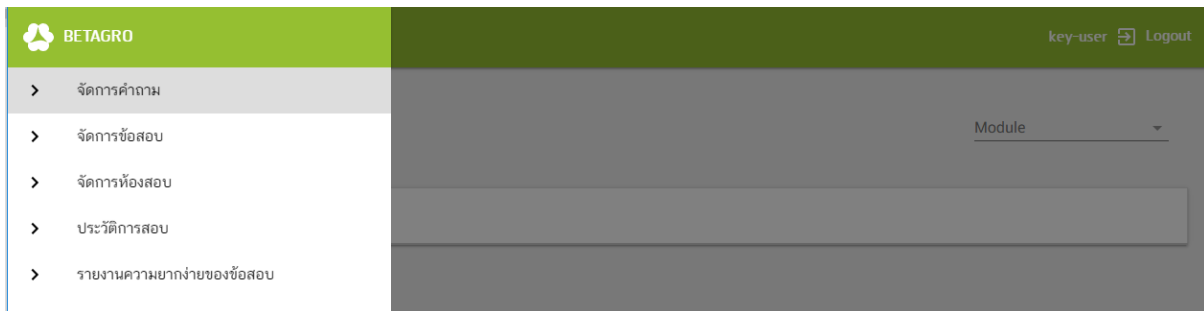 BETAGRO
key-user Logout
จัดการคำถาม
จัดการข้อสอบ
Module
จัดการห้องสอบ
ประวัติการสอบ
รายงานความยากง่ายของข้อสอบ